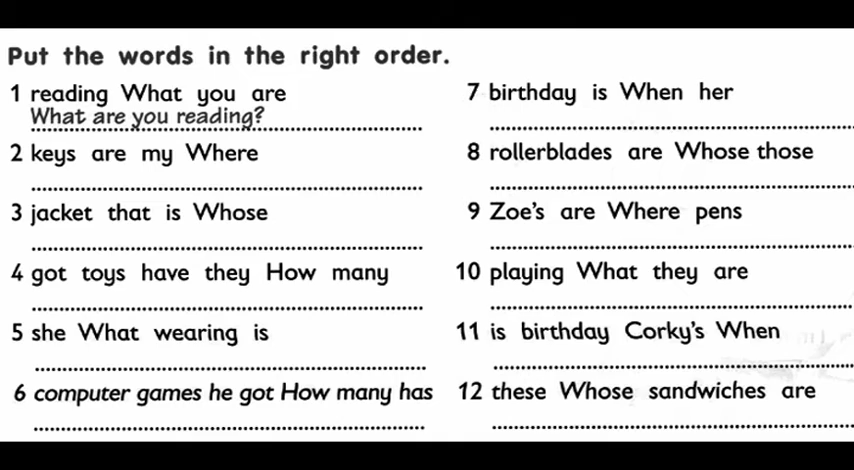 Put the words in the right order.
1 reading What you are
What are you reading?
2 keys are my Where
3 jacket that is Whose
4 got toys have they How many
5 she What wearing is
6 computer games he got How many has
7 birthday is When her
8 rollerblades are Whose those
9 Zoe's are Where pens
10 playing What they are
11 is birthday Corky's When
12 these Whose sandwiches are